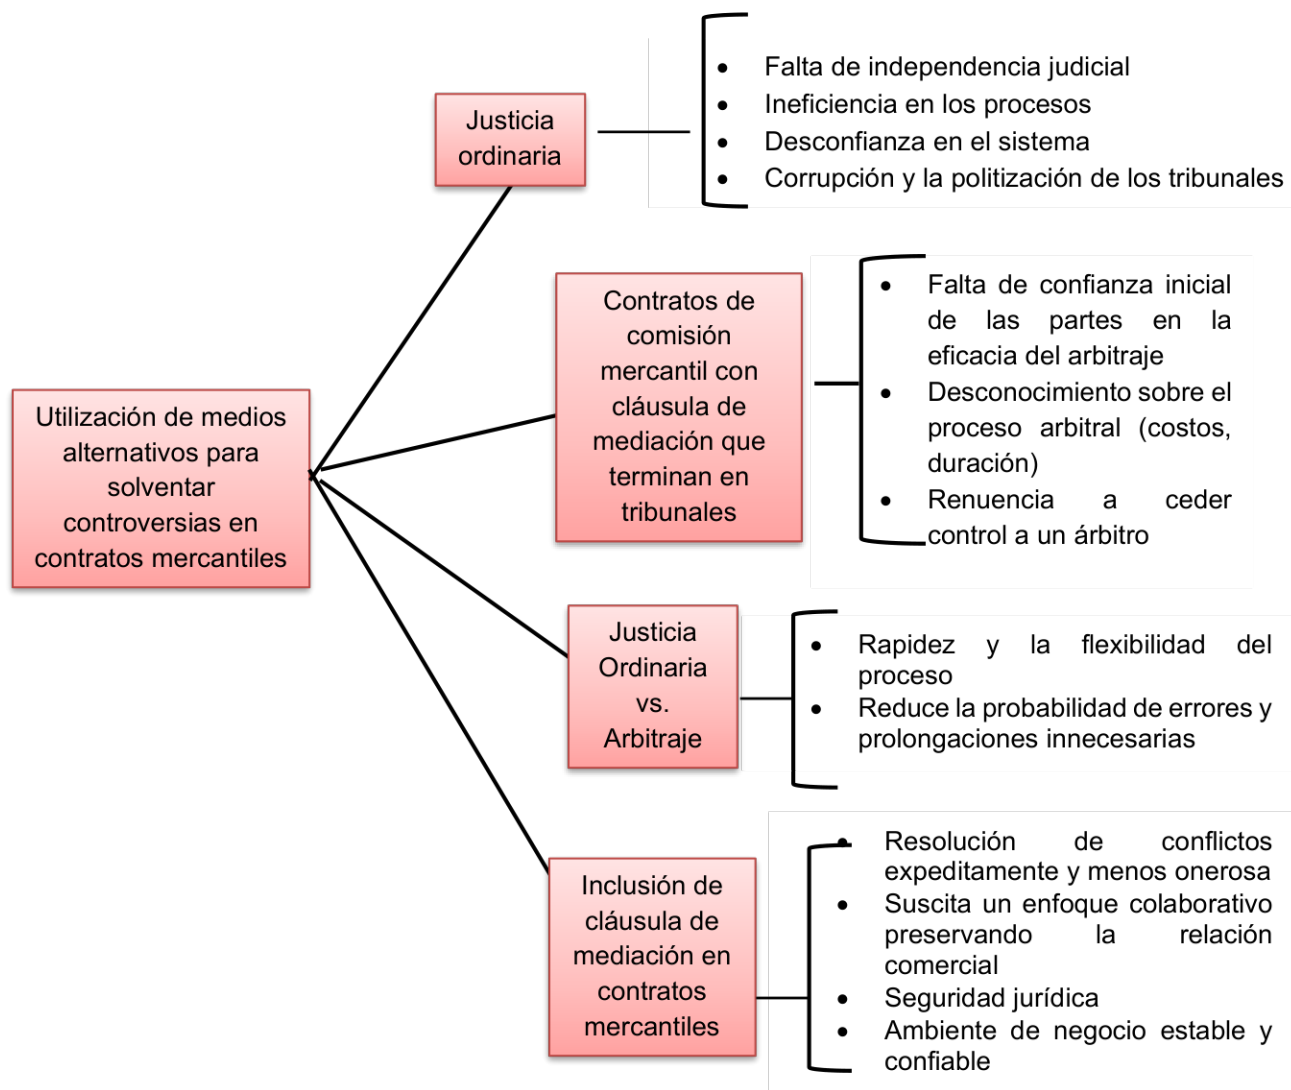 Justicia
ordinaria
Falta de independencia judicial
Ineficiencia en los procesos
Desconfianza en el sistema
Corrupción y la politización de los tribunales
Utilización de medios
alternativos para
solventar
controversias en
contratos mercantiles
Contratos de
comisión
mercantil con
cláusula de
mediación que
terminan en
tribunales
Falta de confianza inicial
de las partes en la
eficacia del arbitraje
Desconocimiento sobre el
proceso arbitral (costos,
duración)
Renuencia a ceder
control a un árbitro
Justicia
Ordinaria
vs.
Arbitraje
Rapidez y la flexibilidad del
proceso
Reduce la probabilidad de errores y
prolongaciones innecesarias
Inclusión de
cláusula de
mediación en
contratos
mercantiles
Resolución de conflictos
expeditamente y menos onerosa
Suscita un enfoque colaborativo
preservando la relación
comercial
Seguridad jurídica
Ambiente de negocio estable y
confiable